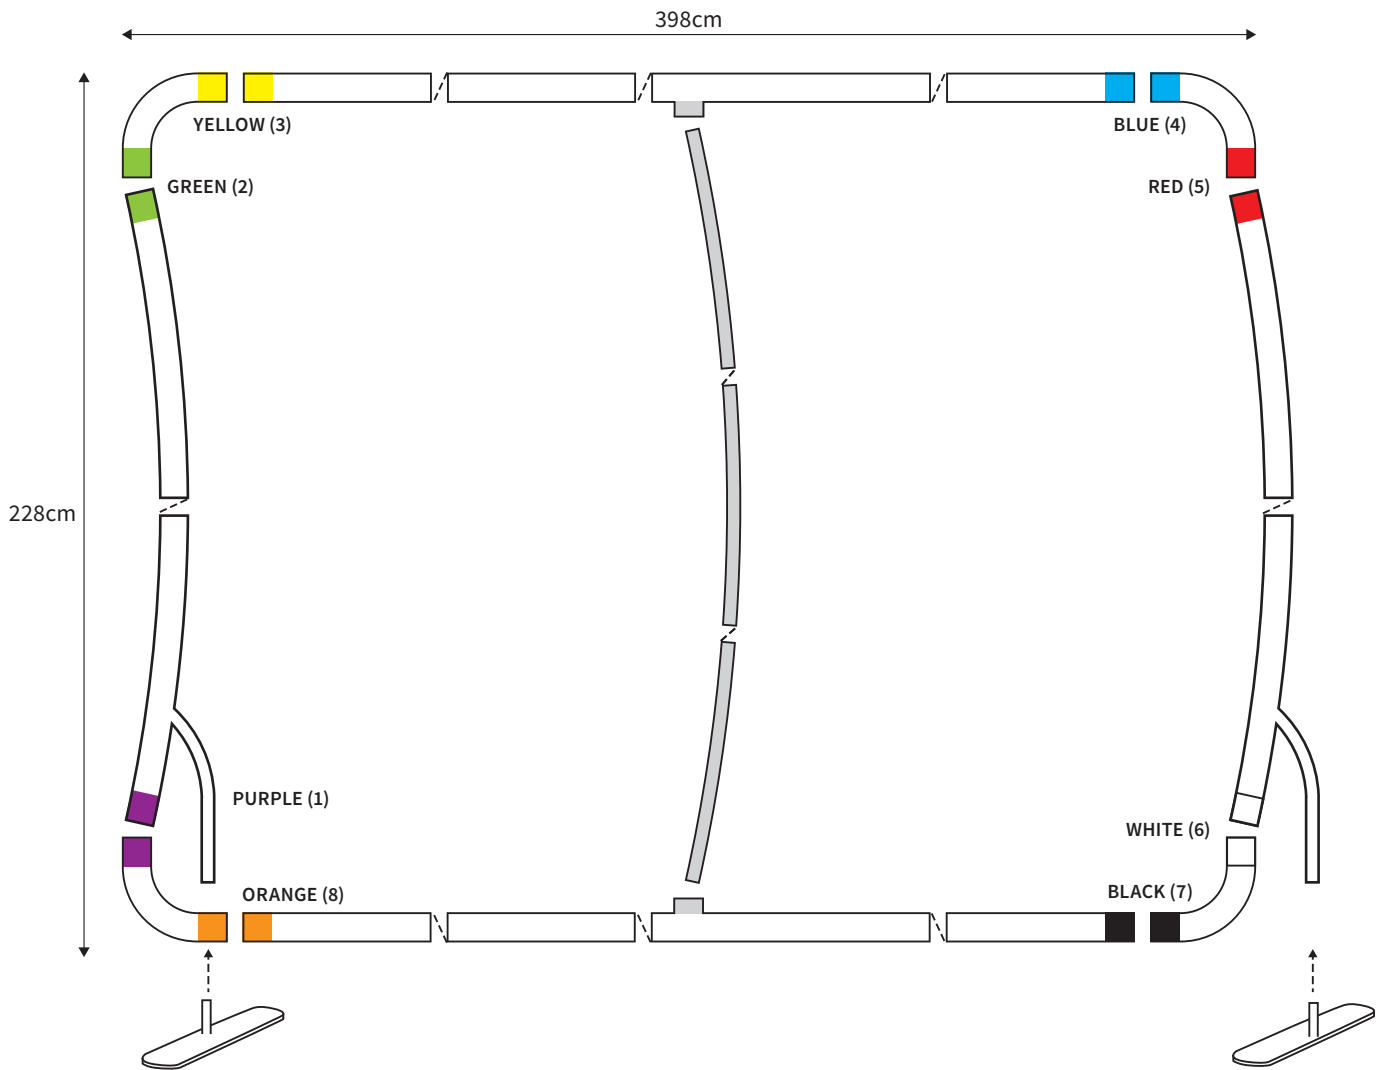 398cm
YELLOW (3)
BLUE (4)
GREEN (2)
RED (5)
228cm
PURPLE (1)
WHITE (6)
ORANGE (8)
BLACK (7)